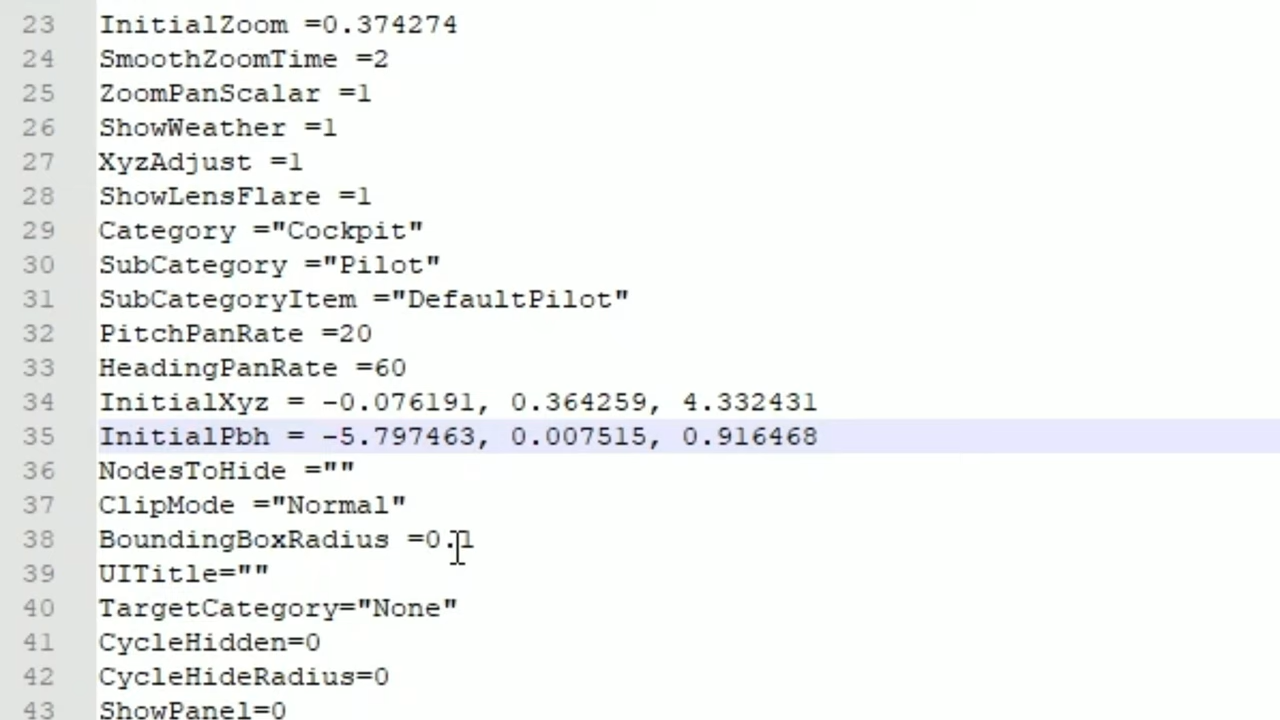 23 InitialZoom =0.374274
24 SmoothZoomTime =2
25 ZoomPanScalar =1
26 ShowWeather =1
27 XyzAdjust =1
28 ShowLensFlare =1
29 Category ="Cockpit"
30 SubCategory ="Pilot"
31 SubCategoryItem ="DefaultPilot"
32 PitchPanRate =20
33 HeadingPanRate =60
34 InitialXyz = -0.076191, 0.364259, 4.332431
35 InitialPbh = -5.797463, 0.007515, 0.916468
36 NodesToHide =""
37 ClipMode ="Normal"
38 BoundingBoxRadius =0.1
39 UITitle=""
40 TargetCategory="None"
41 CycleHidden=0
42 CycleHideRadius=0
43 ShowPanel=0